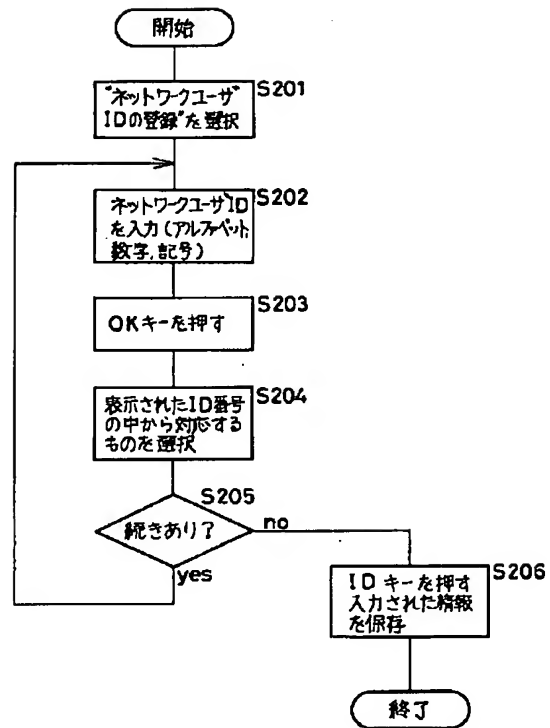 開始
S201
"ネットワークユーザ"
IDの登録"を選択
S202
ネットワークユーザID
を入力(アルファベット,
数字,記号)
S203
OKキーを押す
S204
表示されたID番号
の中から対応する
ものを選択
S205
続きあり?
no
yes
S206
IDキーを押す
入力された情報
を保存
終了